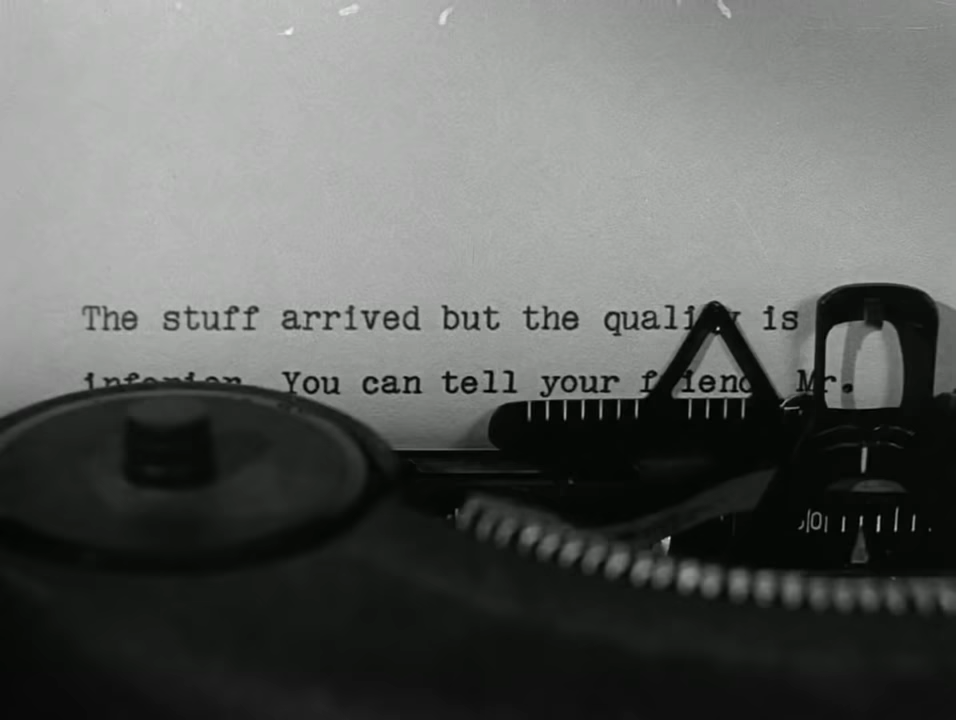 The stuff arrived but the quality is
inferior. You can tell your friend Mr.